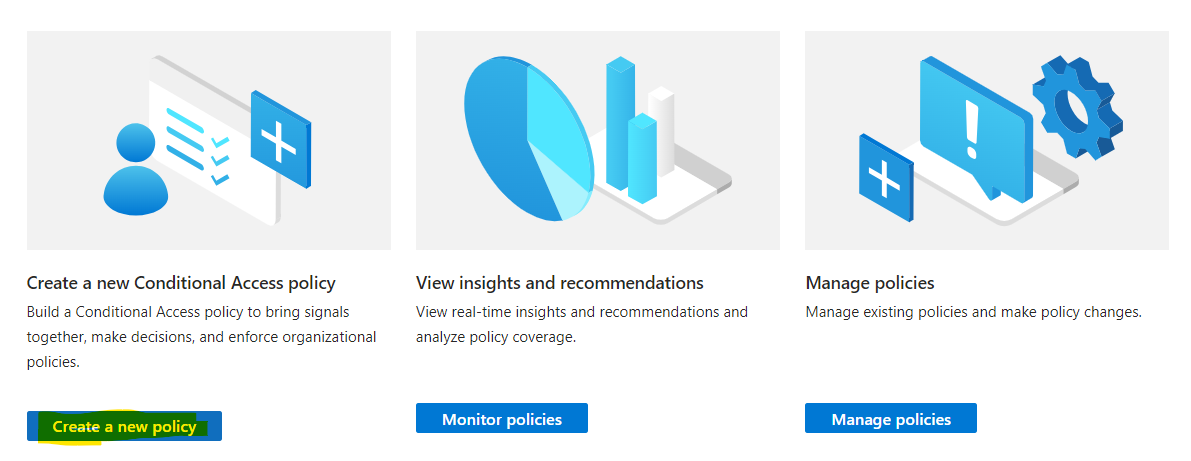 Create a new Conditional Access policy
Build a Conditional Access policy to bring signals
together, make decisions, and enforce organizational
policies.
Create a new policy
View insights and recommendations
View real-time insights and recommendations and
analyze policy coverage.
Monitor policies
Manage policies
Manage existing policies and make policy changes.
Manage policies